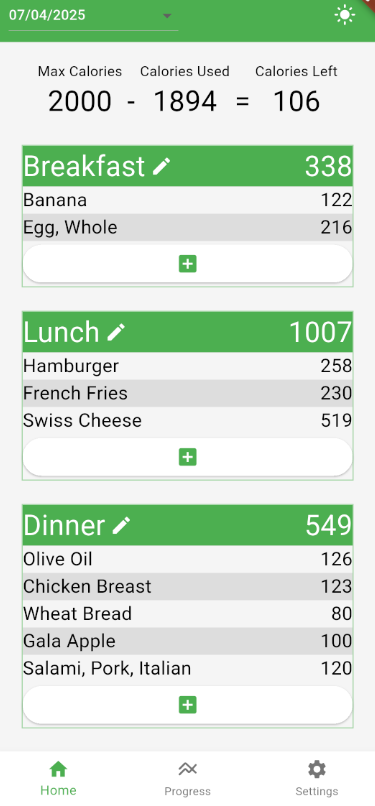 07/04/2025
Max Calories Calories Used Calories Left
2000 - 1894 = 106
Breakfast 338
Banana 122
Egg, Whole 216
Lunch 1007
Hamburger 258
French Fries 230
Swiss Cheese 519
Dinner 549
Olive Oil 126
Chicken Breast 123
Wheat Bread 80
Gala Apple 100
Salami, Pork, Italian 120
Home Progress Settings